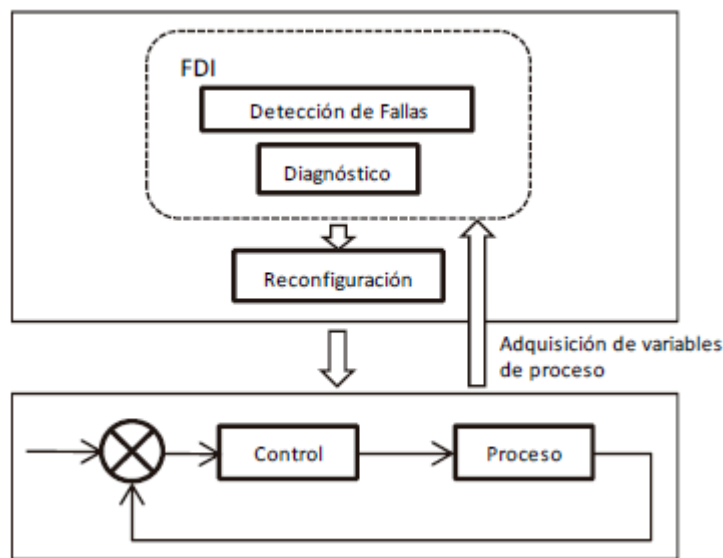 FDI
Detección de Fallas
Diagnóstico
Reconfiguración
Adquisición de variables
de proceso
Control
Proceso